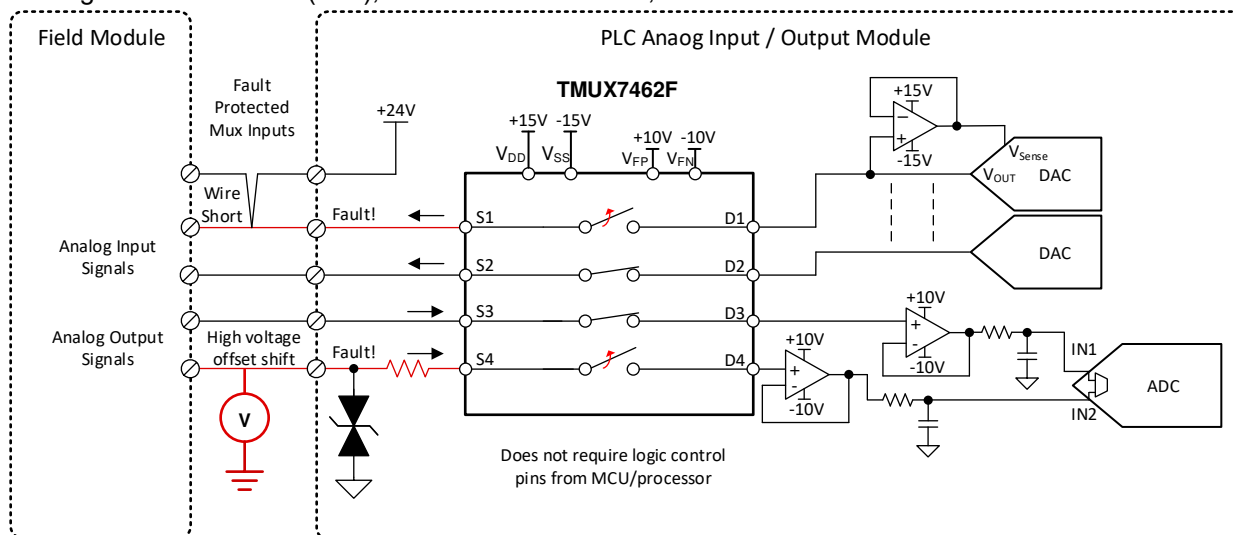 Field Module
PLC Anaog Input / Output Module
Fault
Protected
Mux Inputs
+24V
TMUX7462F
+15V
-15V
+10V
-10V
VDD
VSS
VFP
VFN
+15V
-
+
-15V
VSense
VOUT
DAC
Wire
Short
Fault!
S1
D1
Analog Input
Signals
S2
D2
DAC
S3
D3
+10V
+
-
-10V
Analog Output
Signals
High voltage
offset shift
Fault!
S4
D4
+10V
+
-
-10V
IN1
IN2
ADC
V
Does not require logic control
pins from MCU/processor